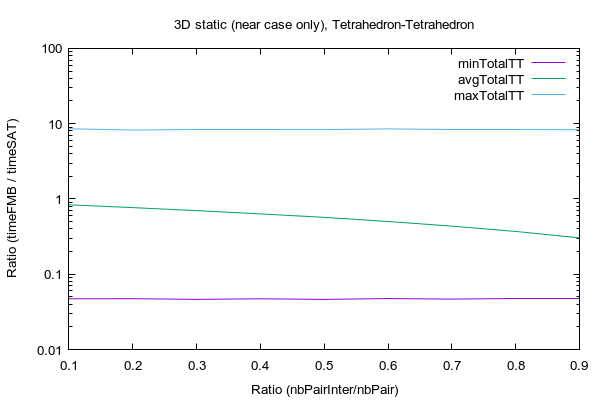 3D static (near case only), Tetrahedron-Tetrahedron
minTotalTT
avgTotalTT
maxTotalTT
Ratio (timeFMB / timeSAT)
100
10
1
0.1
0.01
0.1 0.2 0.3 0.4 0.5 0.6 0.7 0.8 0.9
Ratio (nbPairInter/nbPair)